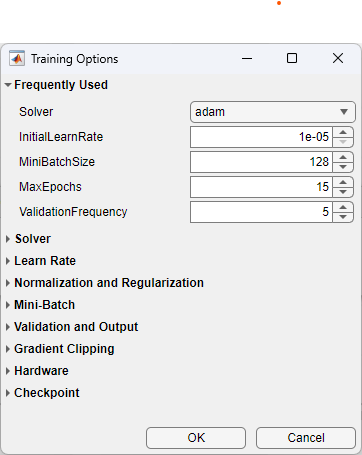 Training Options
Frequently Used
Solver adam
InitialLearnRate 1e-05
MiniBatchSize 128
MaxEpochs 15
ValidationFrequency 5
Solver
Learn Rate
Normalization and Regularization
Mini-Batch
Validation and Output
Gradient Clipping
Hardware
Checkpoint
OK Cancel